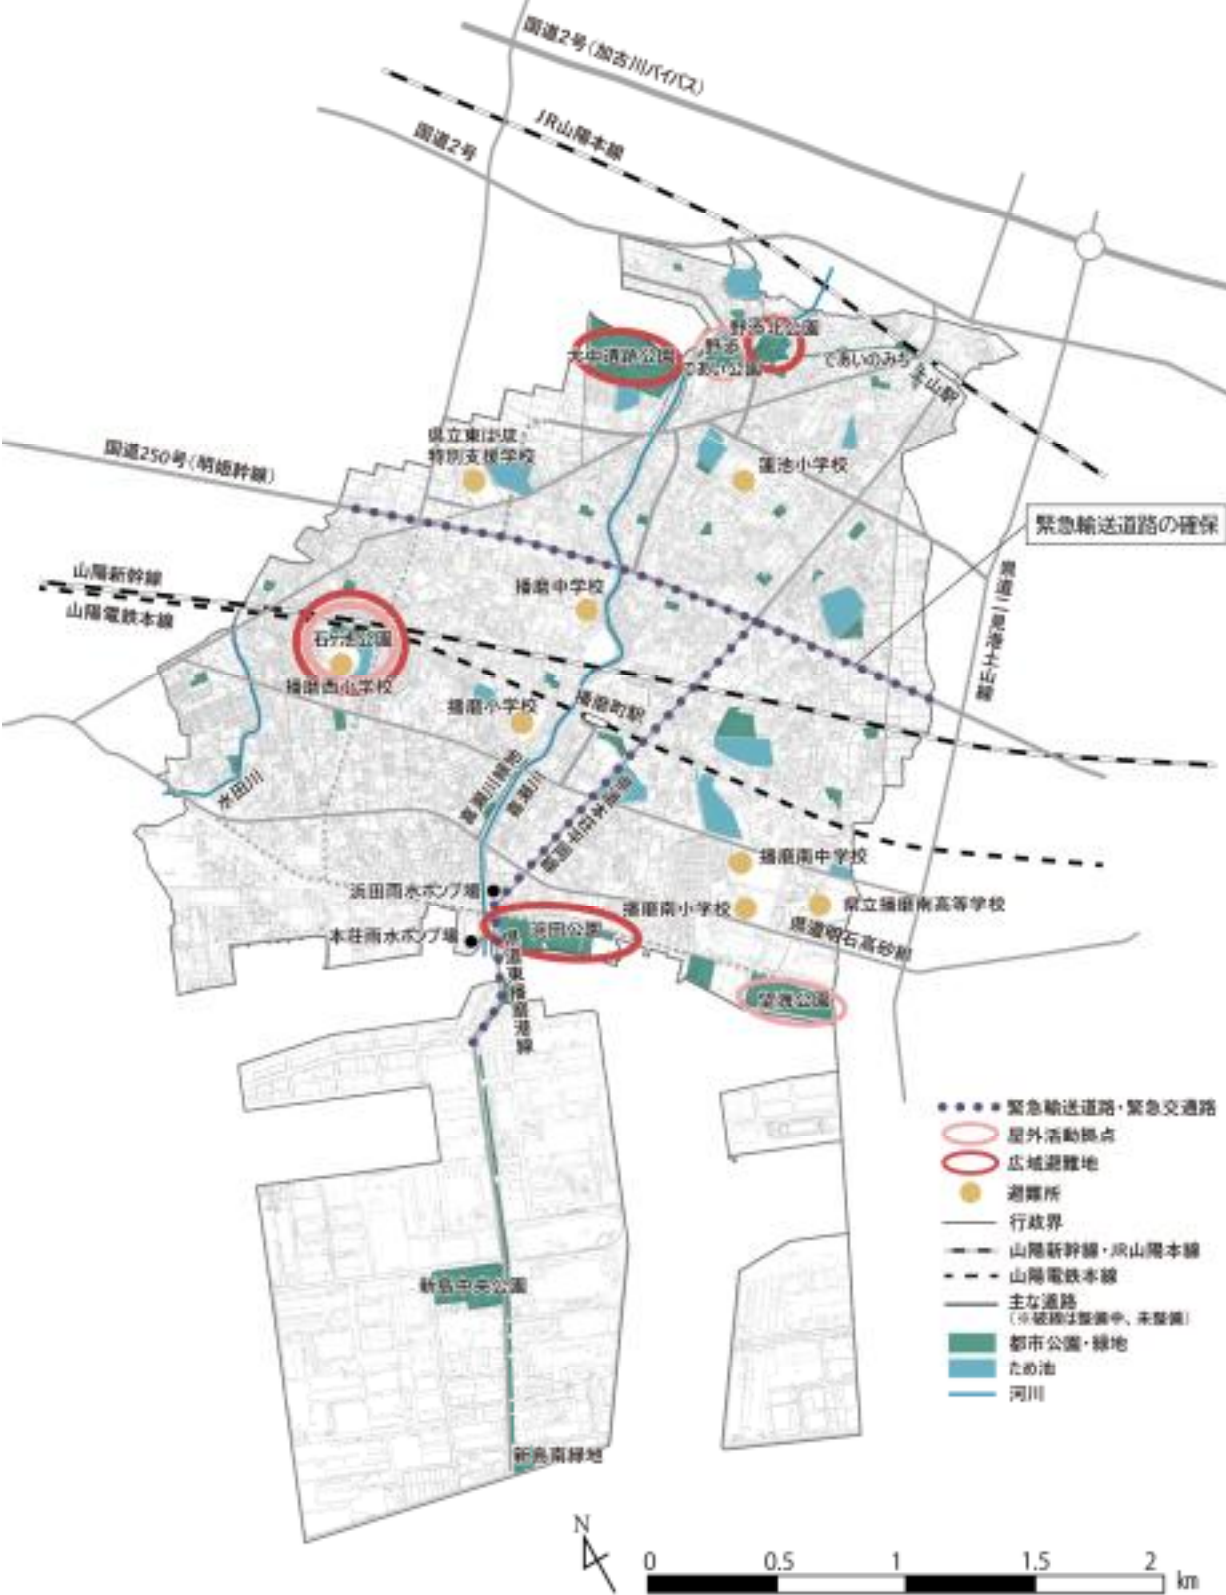 国道2号（加古川バイパス）
JR山陽本線
国道2号
野添北公園
大中遺跡公園
野添
であい公園
であいのみち
土山駅
県立東はりま
特別支援学校
蓮池小学校
国道250号（明姫幹線）
緊急輸送道路の確保
山陽新幹線
山陽電鉄本線
播磨中学校
県道二見港土山線
石ケ池公園
播磨西小学校
播磨小学校
播磨町駅
水田川
喜瀬川緑地
喜瀬川
浜田雨水ポンプ場
播磨南中学校
播磨南小学校
県立播磨南高等学校
本荘雨水ポンプ場
浜田公園
県道明石高砂線
県道東播磨港線
望海公園
新島中央公園
新島南緑地
緊急輸送道路・緊急交通路
屋外活動拠点
広域避難地
避難所
行政界
山陽新幹線・JR山陽本線
山陽電鉄本線
主な道路
（※破線は整備中、未整備）
都市公園・緑地
ため池
河川
N
0 0.5 1 1.5 2
km